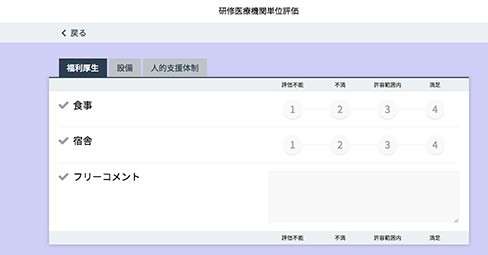 研修医療機関単位評価
戻る
福利厚生 設備 人的支援体制
評価不能 不満 許容範囲内 満足
食事 1 2 3 4
宿舎 1 2 3 4
フリーコメント
評価不能 不満 許容範囲内 満足